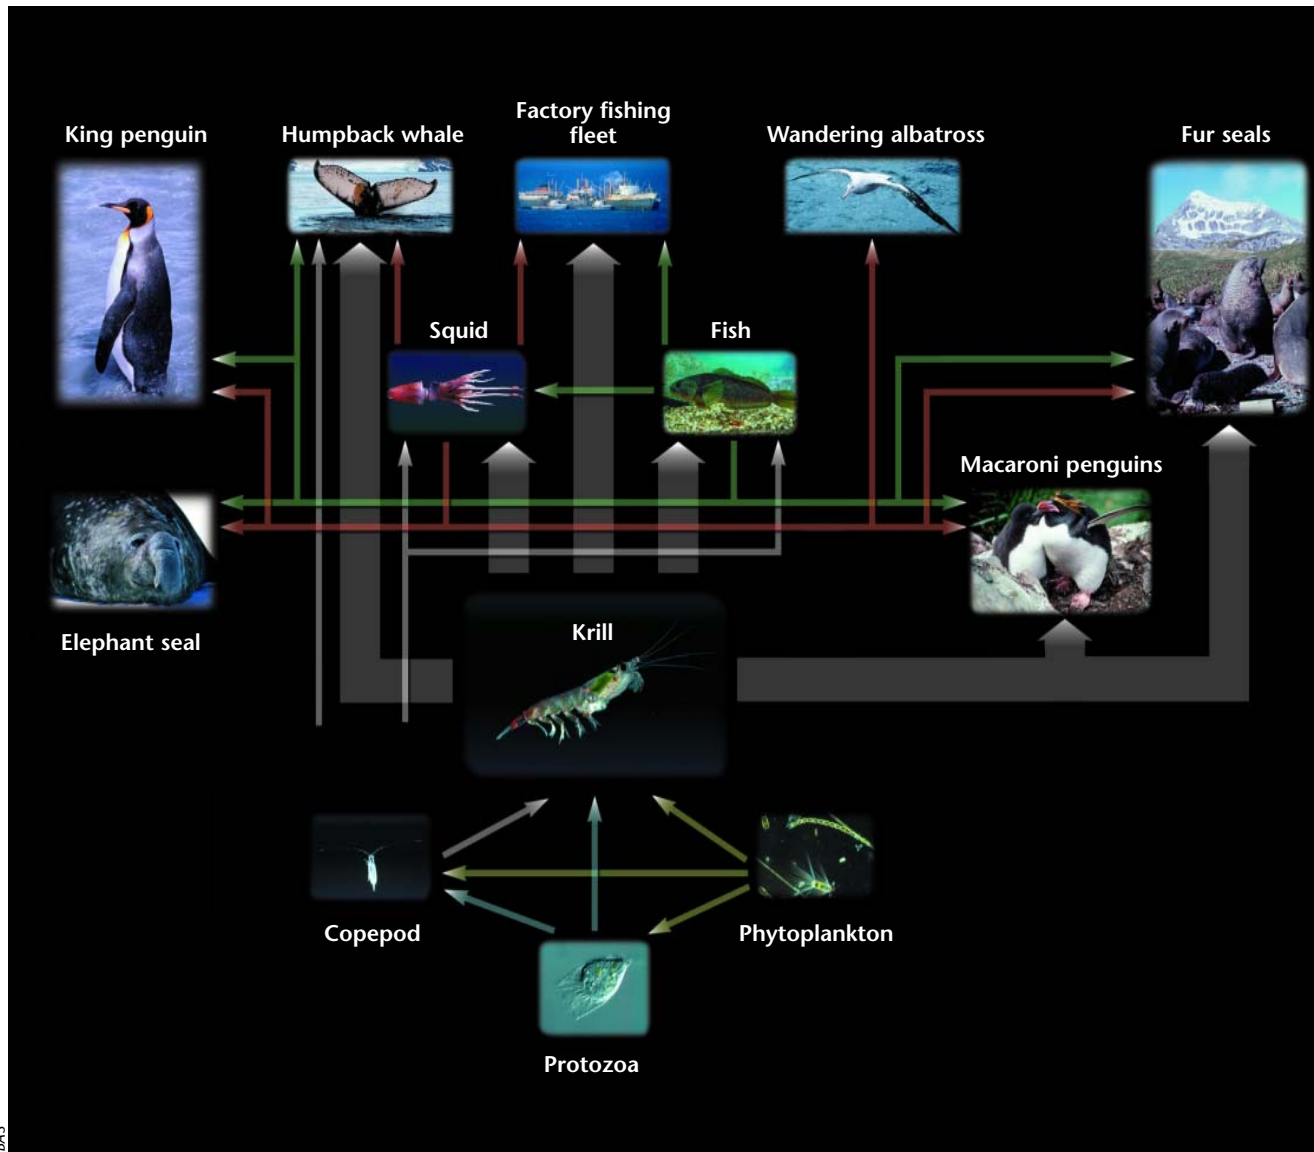 King penguin
Humpback whale
Factory fishing
fleet
Wandering albatross
Fur seals
Squid
Fish
Macaroni penguins
Elephant seal
Krill
Copepod
Phytoplankton
Protozoa
BAS